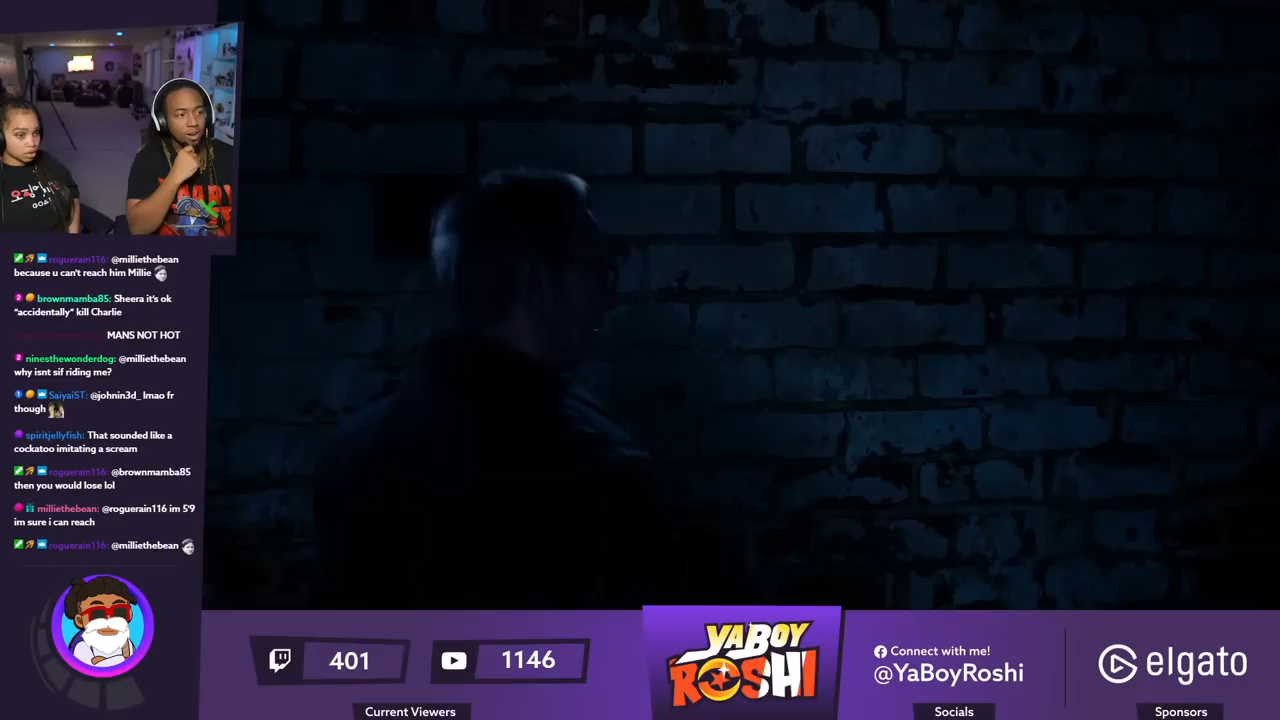 roguerain116: @milliethebean
because u can't reach him Millie
2 brownmamba85: Sheera it's ok
"accidentally" kill Charlie
MANS NOT HOT
2 ninesthewonderdog: @milliethebean
why isnt sif riding me?
1 SaiyaiST: @johnin3d_ lmao fr
though
spiritjellyfish: That sounded like a
cockatoo imitating a scream
roguerain116: @brownmamba85
then you would lose lol
milliethebean: @roguerain116 im 5'9
im sure i can reach
roguerain116: @milliethebean
401
1146
Current Viewers
YABOY
ROSHI
Connect with me!
@YaBoyRoshi
Socials
elgato
Sponsors